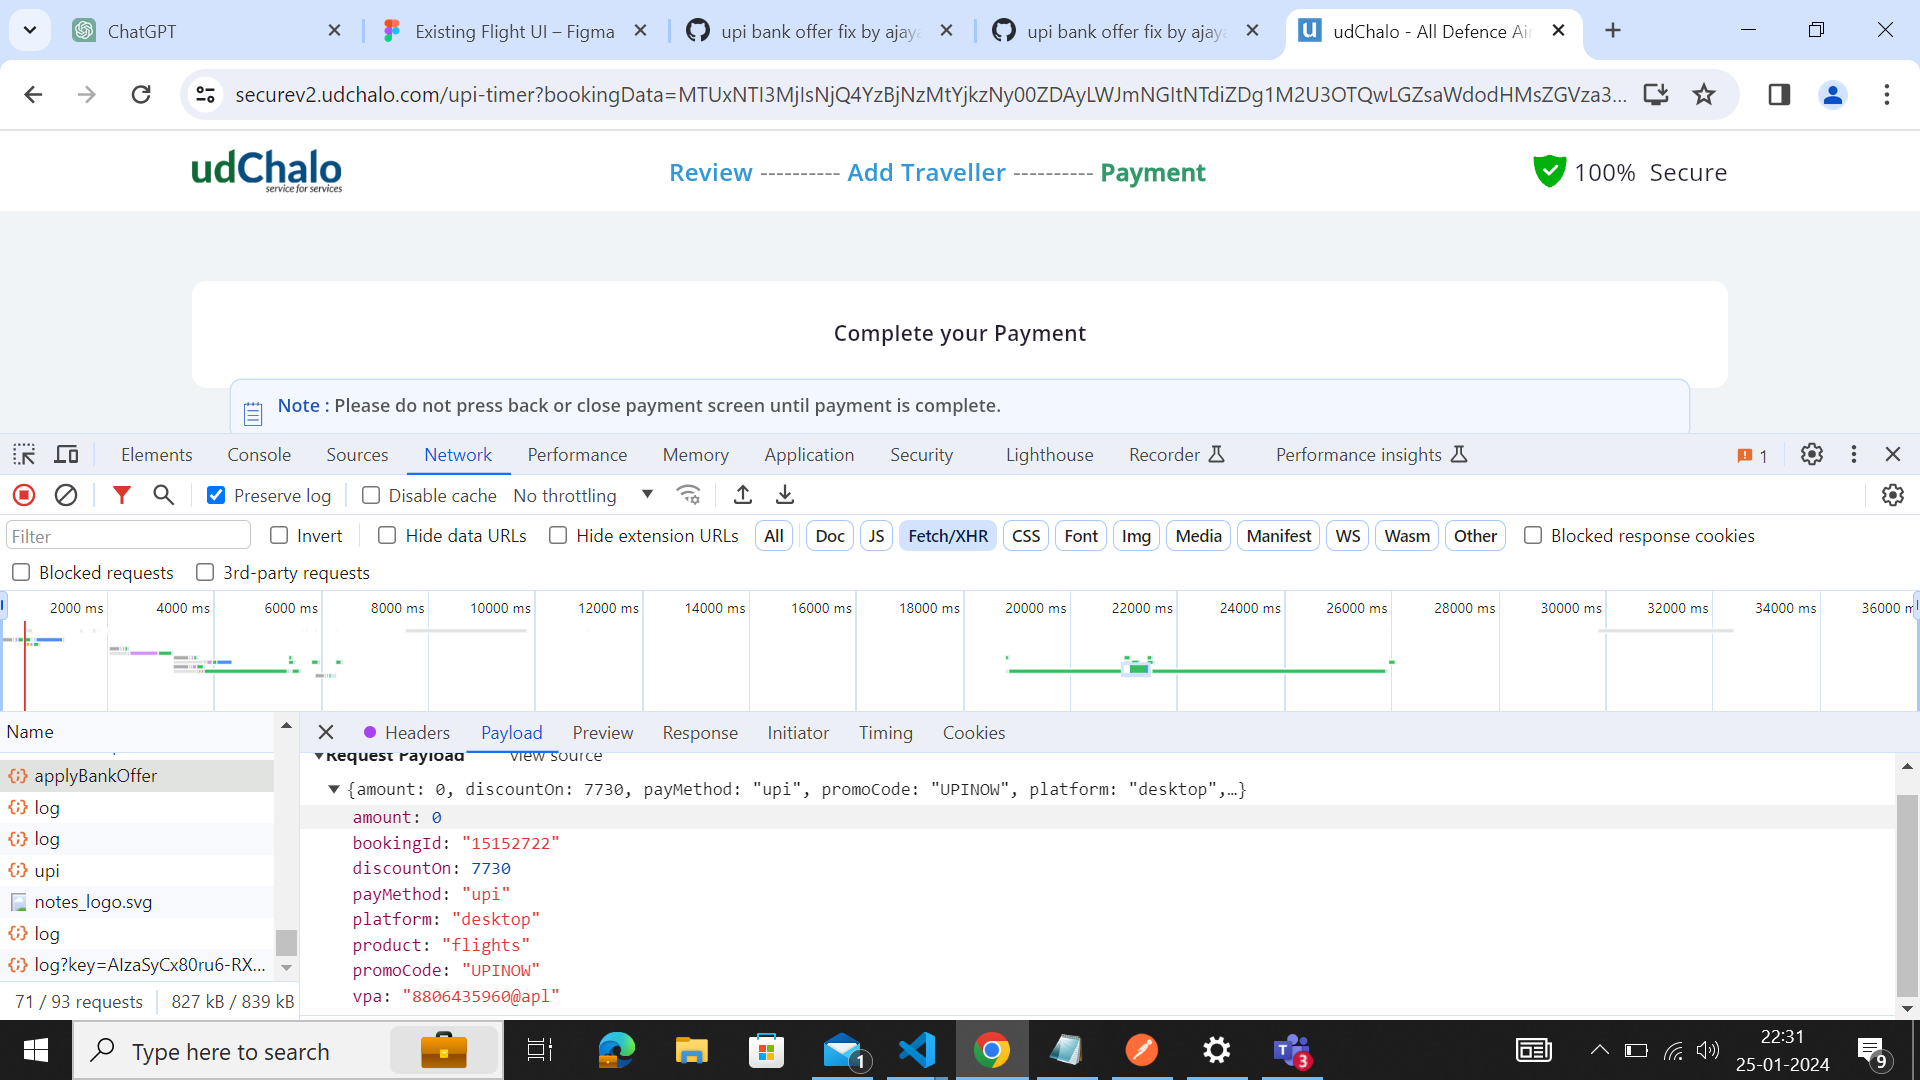 ChatGPT
Existing Flight UI – Figma
upi bank offer fix by ajaya
upi bank offer fix by ajaya
udChalo - All Defence Air
securev2.udchalo.com/upi-timer?bookingData=MTUxNTI3MjIsNjQ4YzBjNzMtYjkzNy00ZDAyLWJmNGItNTdiZDg1M2U3OTQwLGZsaWdodHMsZGVza3...
udChalo
service for services
Review ---------- Add Traveller ---------- Payment
100% Secure
Complete your Payment
Note : Please do not press back or close payment screen until payment is complete.
Elements Console Sources Network Performance Memory Application Security Lighthouse Recorder Performance insights 1
Preserve log Disable cache No throttling
Filter Invert Hide data URLs Hide extension URLs All Doc JS Fetch/XHR CSS Font Img Media Manifest WS Wasm Other Blocked response cookies
Blocked requests 3rd-party requests
2000 ms 4000 ms 6000 ms 8000 ms 10000 ms 12000 ms 14000 ms 16000 ms 18000 ms 20000 ms 22000 ms 24000 ms 26000 ms 28000 ms 30000 ms 32000 ms 34000 ms 36000 m
Name
Headers Payload Preview Response Initiator Timing Cookies
Request Payload view source
applyBankOffer
{amount: 0, discountOn: 7730, payMethod: "upi", promoCode: "UPINOW", platform: "desktop",…}
log
amount: 0
log
bookingId: "15152722"
upi
discountOn: 7730
notes_logo.svg
payMethod: "upi"
log
platform: "desktop"
log?key=AIzaSyCx80ru6-RX...
product: "flights"
promoCode: "UPINOW"
vpa: "8806435960@apl"
71 / 93 requests 827 kB / 839 kB
Type here to search
1
3
22:31
25-01-2024
9